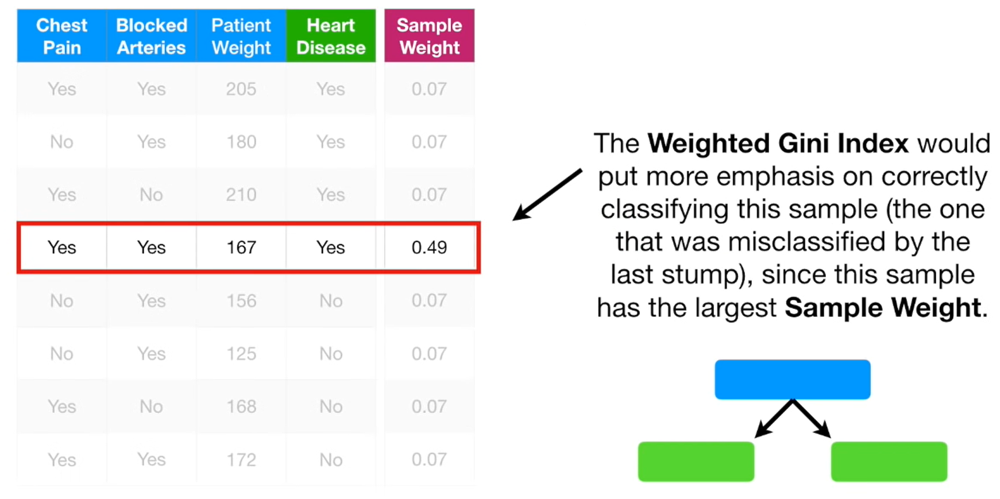 Chest Pain Blocked Arteries Patient Weight Heart Disease Sample Weight
Yes Yes 205 Yes 0.07
No Yes 180 Yes 0.07
Yes No 210 Yes 0.07
Yes Yes 167 Yes 0.49
No Yes 156 No 0.07
No Yes 125 No 0.07
Yes No 168 No 0.07
Yes Yes 172 No 0.07
The Weighted Gini Index would
put more emphasis on correctly
classifying this sample (the one
that was misclassified by the
last stump), since this sample
has the largest Sample Weight.